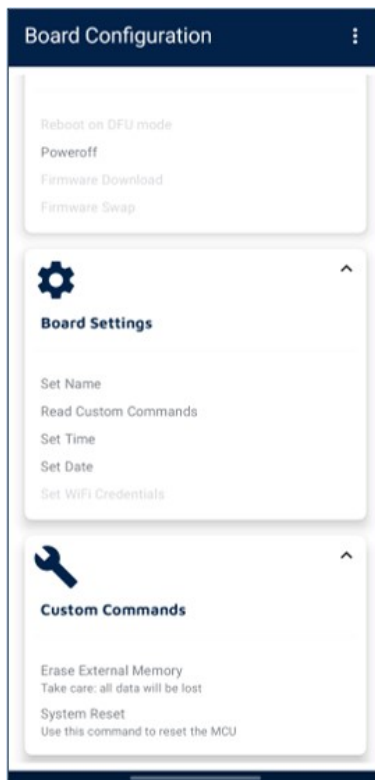 Board Configuration
Reboot on DFU mode
Poweroff
Firmware Download
Firmware Swap
Board Settings
Set Name
Read Custom Commands
Set Time
Set Date
Set WiFi Credentials
Custom Commands
Erase External Memory
Take care: all data will be lost
System Reset
Use this command to reset the MCU